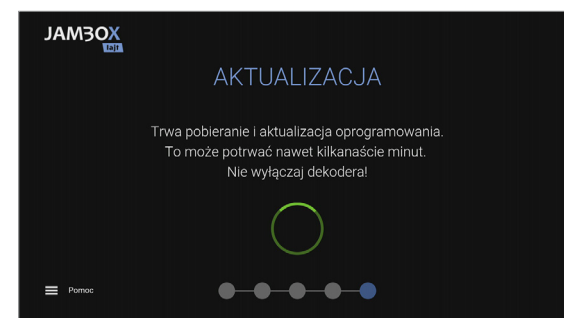 JAMBOX
lajt
AKTUALIZACJA
Trwa pobieranie i aktualizacja oprogramowania.
To może potrwać nawet kilkanaście minut.
Nie wyłączaj dekodera!
Pomoc